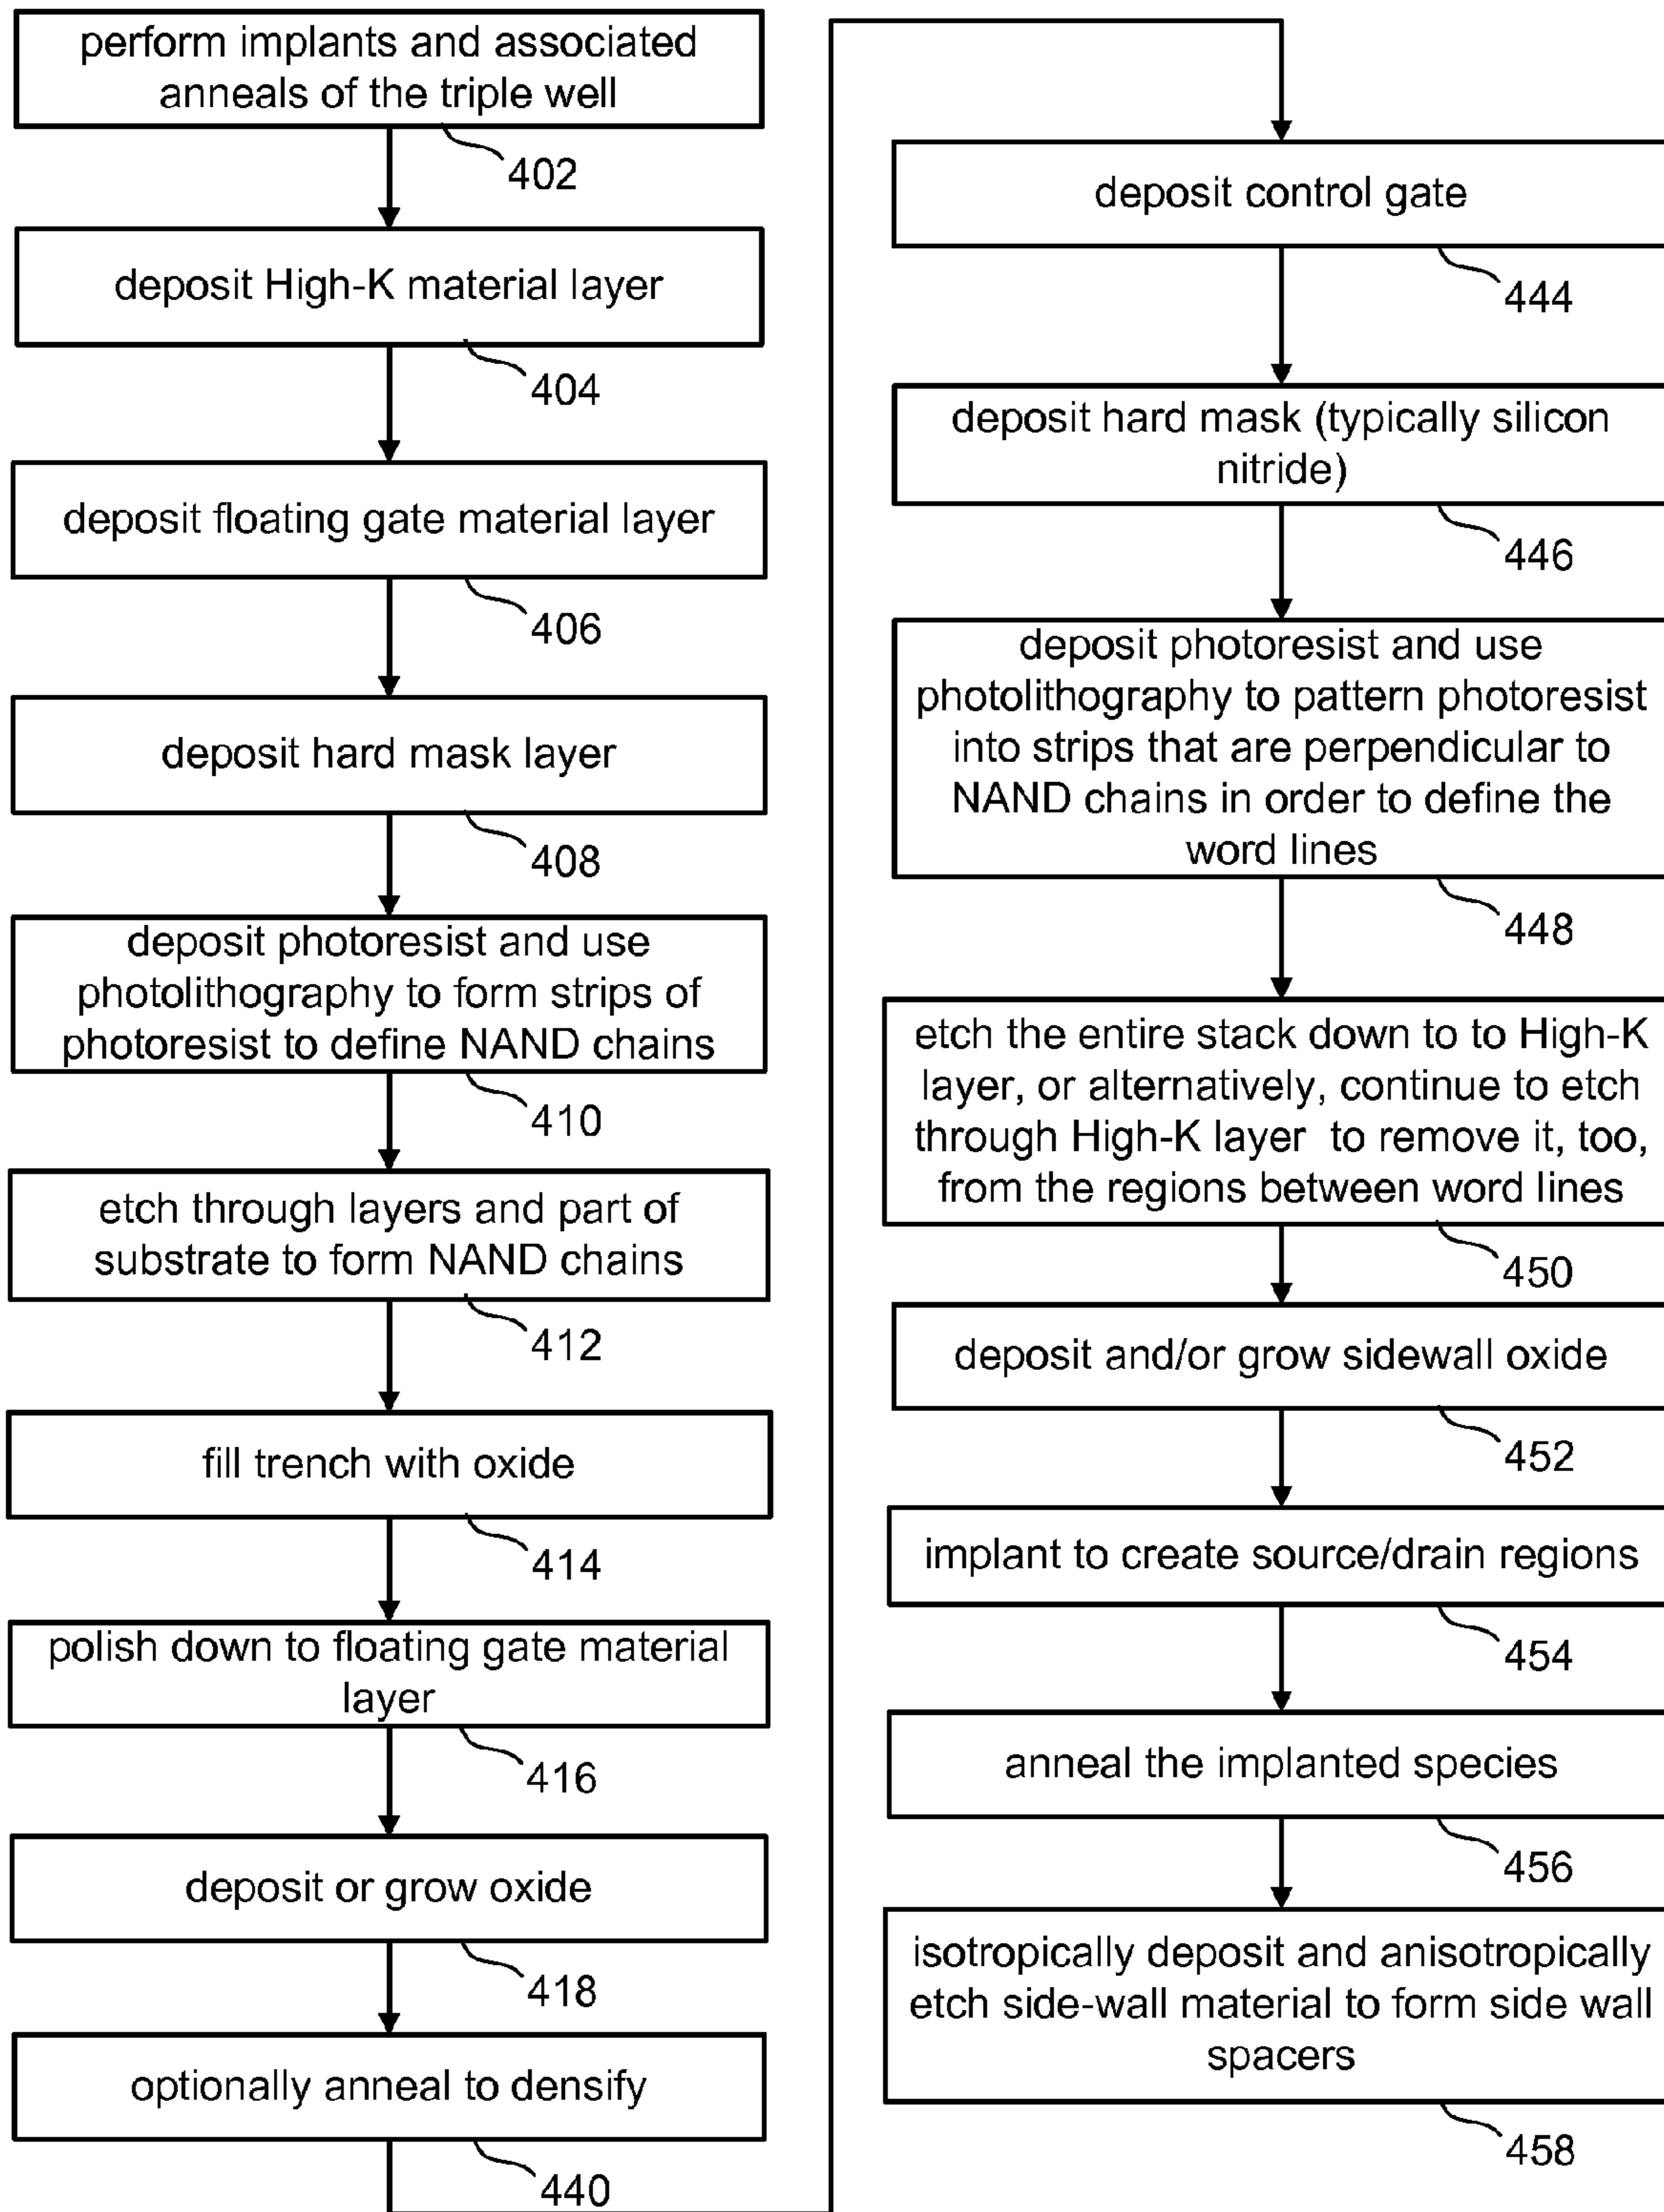 perform implants and associated
anneals of the triple well
402
deposit High-K material layer
404
deposit floating gate material layer
406
deposit hard mask layer
408
deposit photoresist and use
photolithography to form strips of
photoresist to define NAND chains
410
etch through layers and part of
substrate to form NAND chains
412
fill trench with oxide
414
polish down to floating gate material
layer
416
deposit or grow oxide
418
optionally anneal to densify
440
deposit control gate
444
deposit hard mask (typically silicon
nitride)
446
deposit photoresist and use
photolithography to pattern photoresist
into strips that are perpendicular to
NAND chains in order to define the
word lines
448
etch the entire stack down to to High-K
layer, or alternatively, continue to etch
through High-K layer to remove it, too,
from the regions between word lines
450
deposit and/or grow sidewall oxide
452
implant to create source/drain regions
454
anneal the implanted species
456
isotropically deposit and anisotropically
etch side-wall material to form side wall
spacers
458